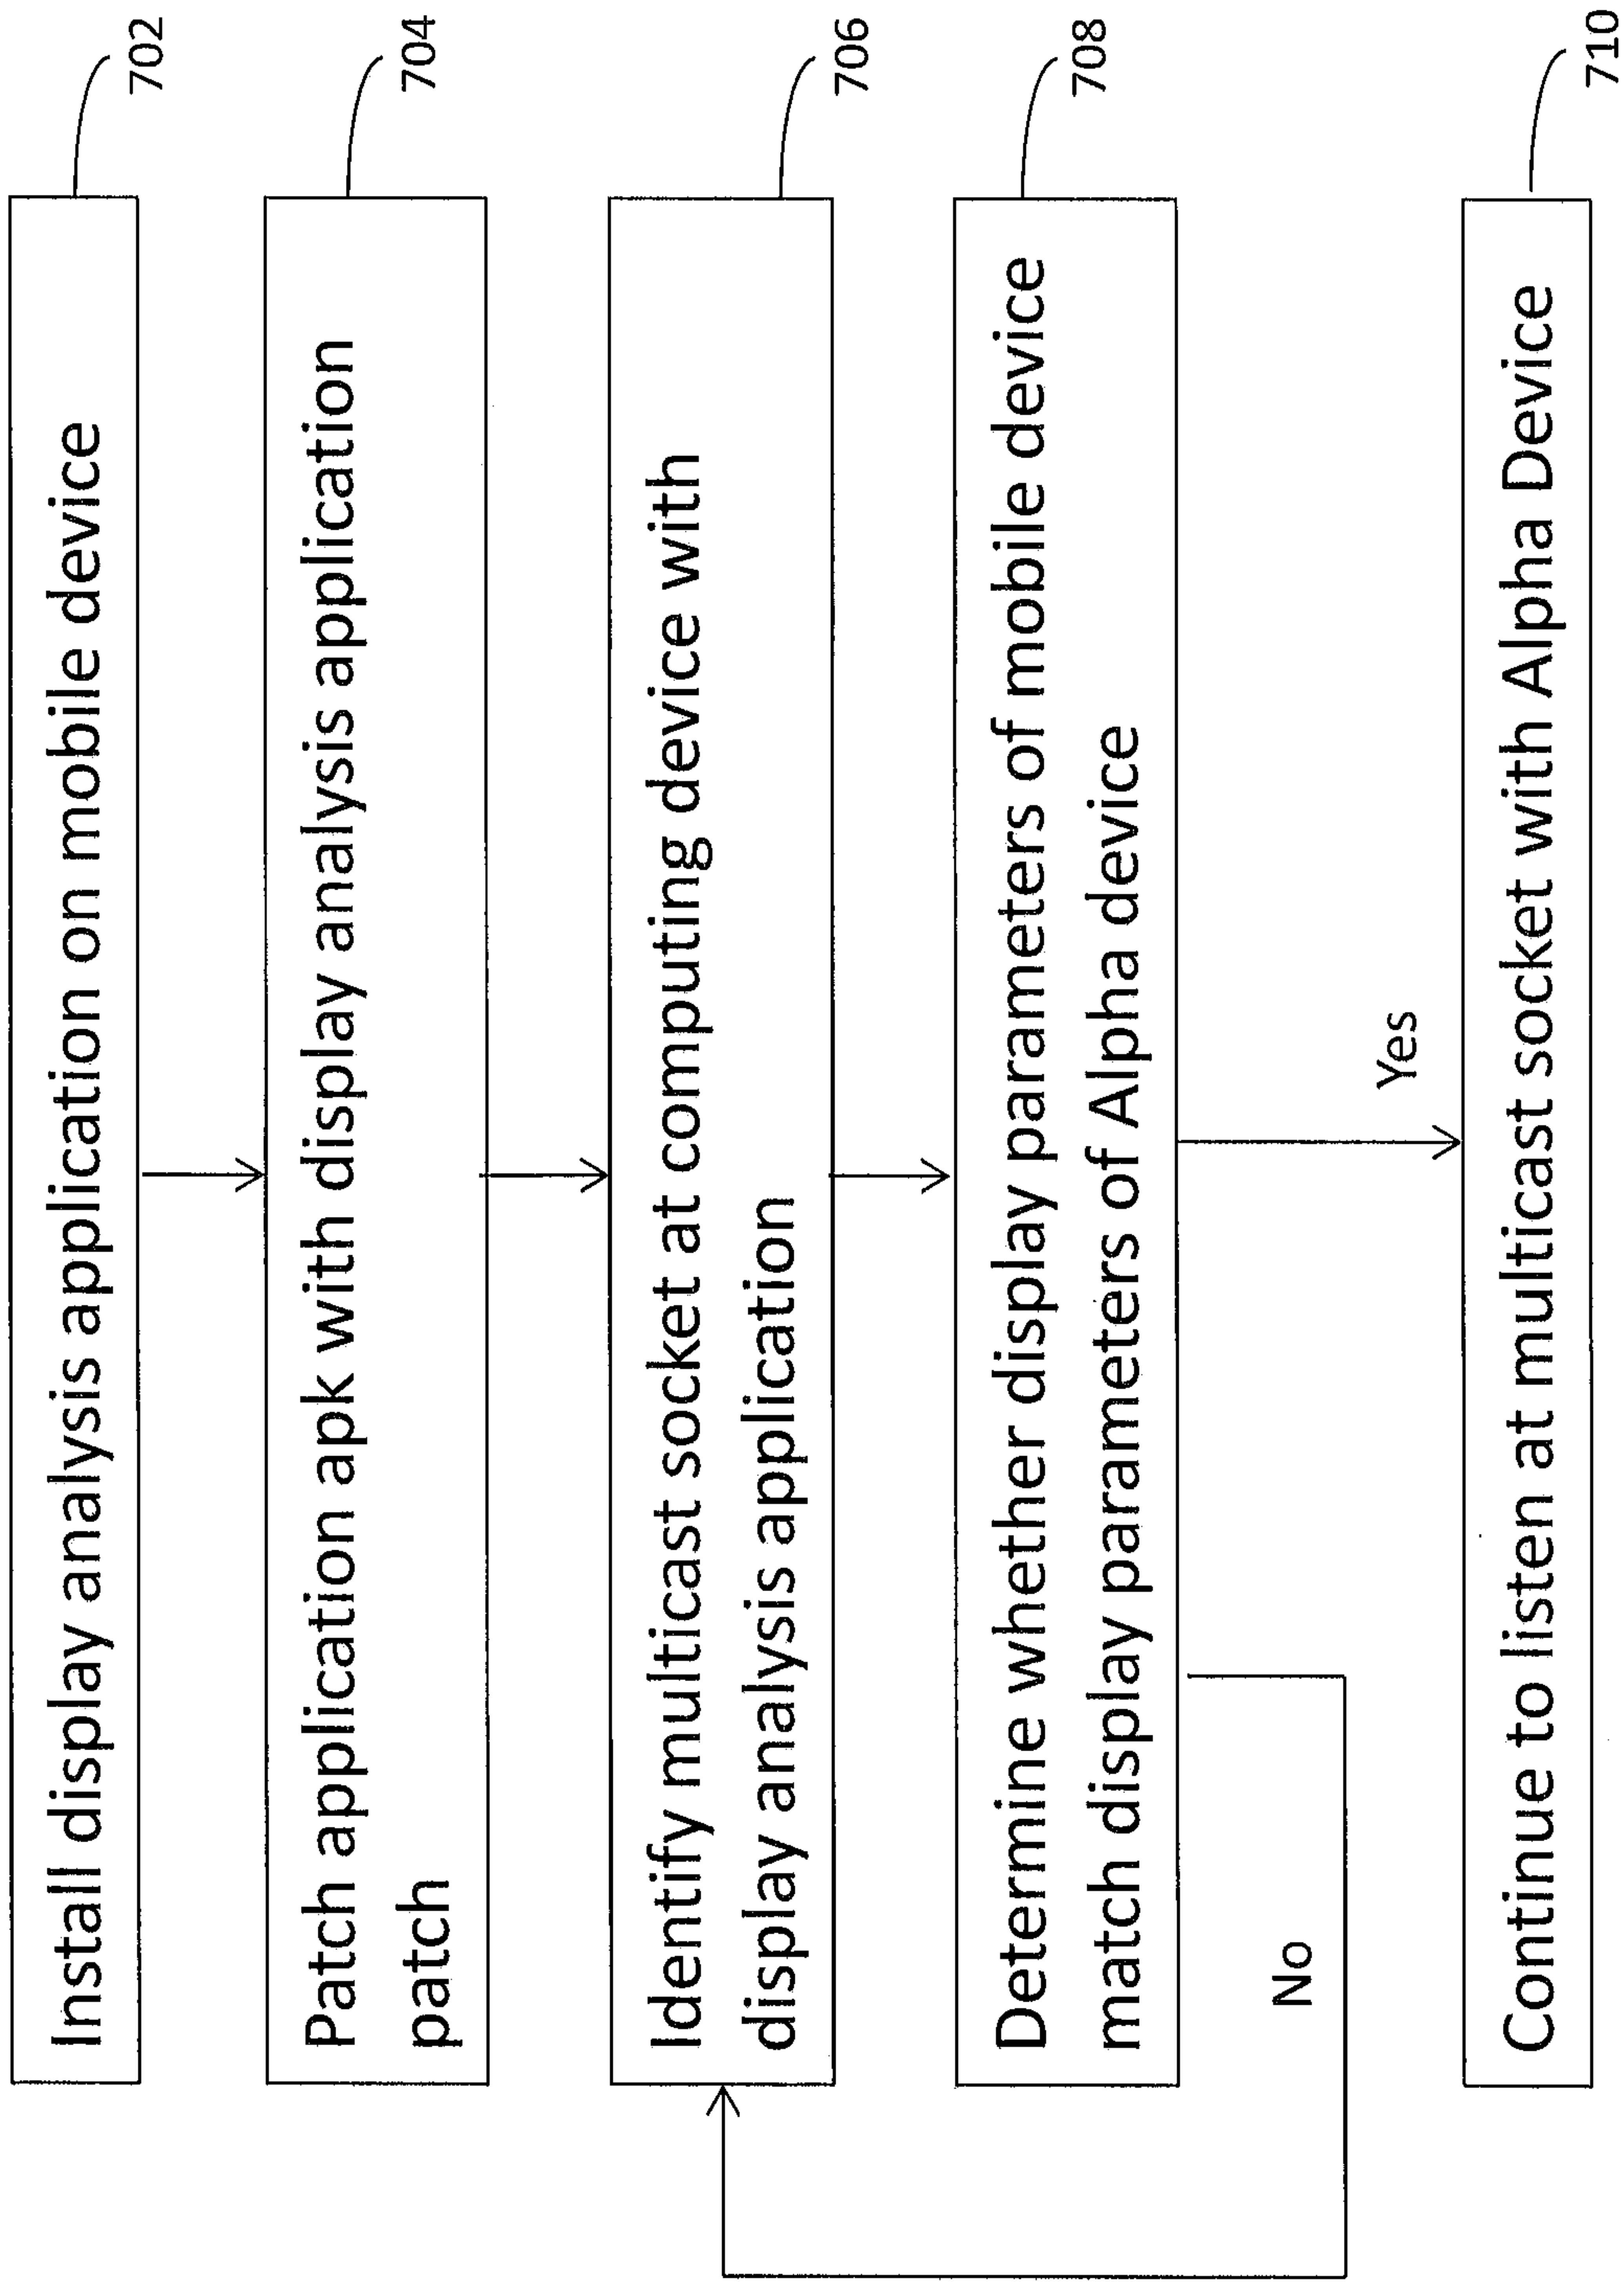 Install display analysis application on mobile device
702
Patch application apk with display analysis application
patch
704
Identify multicast socket at computing device with
display analysis application
706
Determine whether display parameters of mobile device
match display parameters of Alpha device
708
No
Yes
Continue to listen at multicast socket with Alpha Device
710